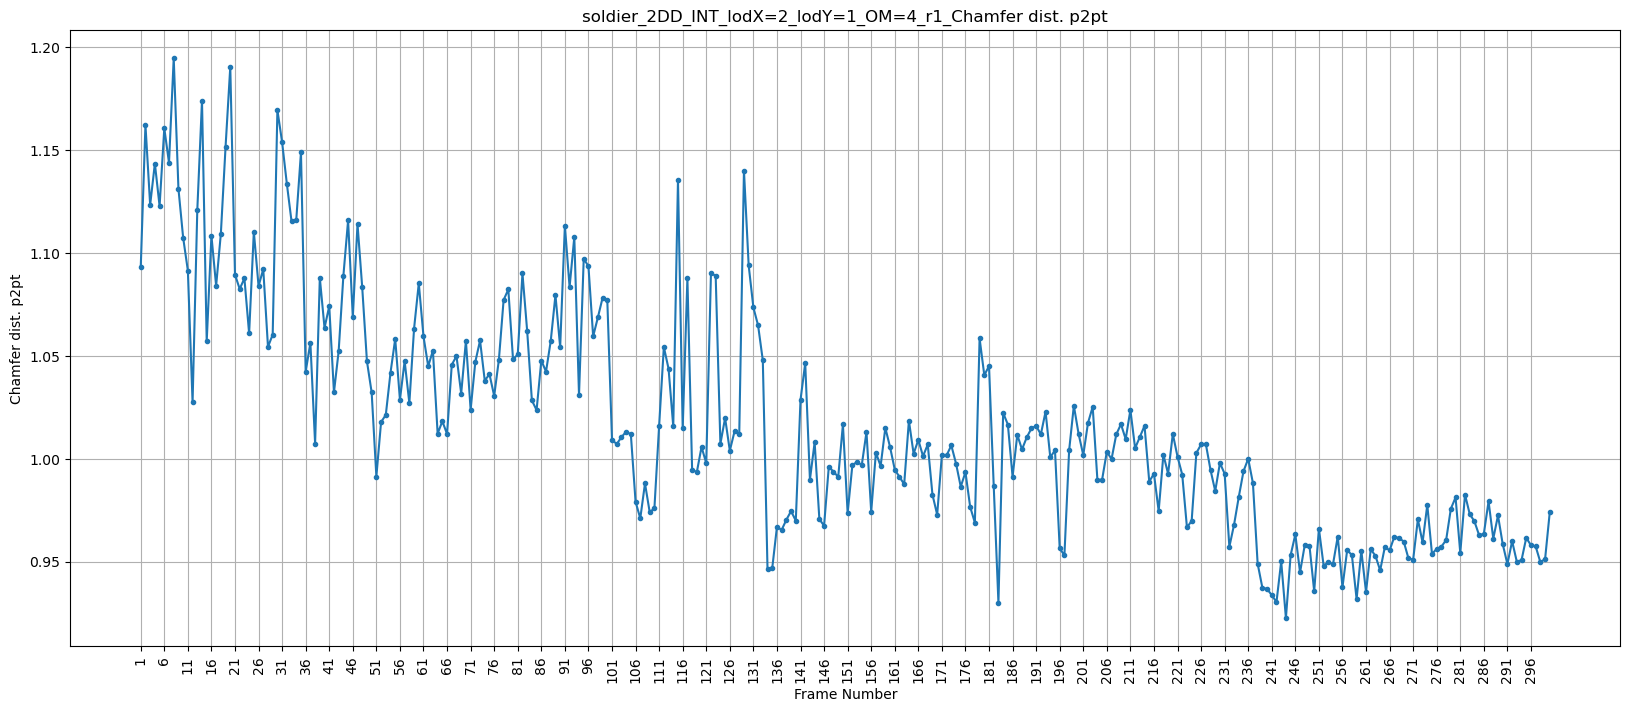 soldier_2DD_INT_lodX=2_lodY=1_OM=4_r1_Chamfer dist. p2pt
1.20
1.15
1.10
1.05
1.00
0.95
Chamfer dist. p2pt
1 6 11 16 21 26 31 36 41 46 51 56 61 66 71 76 81 86 91 96 101 106 111 116 121 126 131 136 141 146 151 156 161 166 171 176 181 186 191 196 201 206 211 216 221 226 231 236 241 246 251 256 261 266 271 276 281 286 291 296
Frame Number